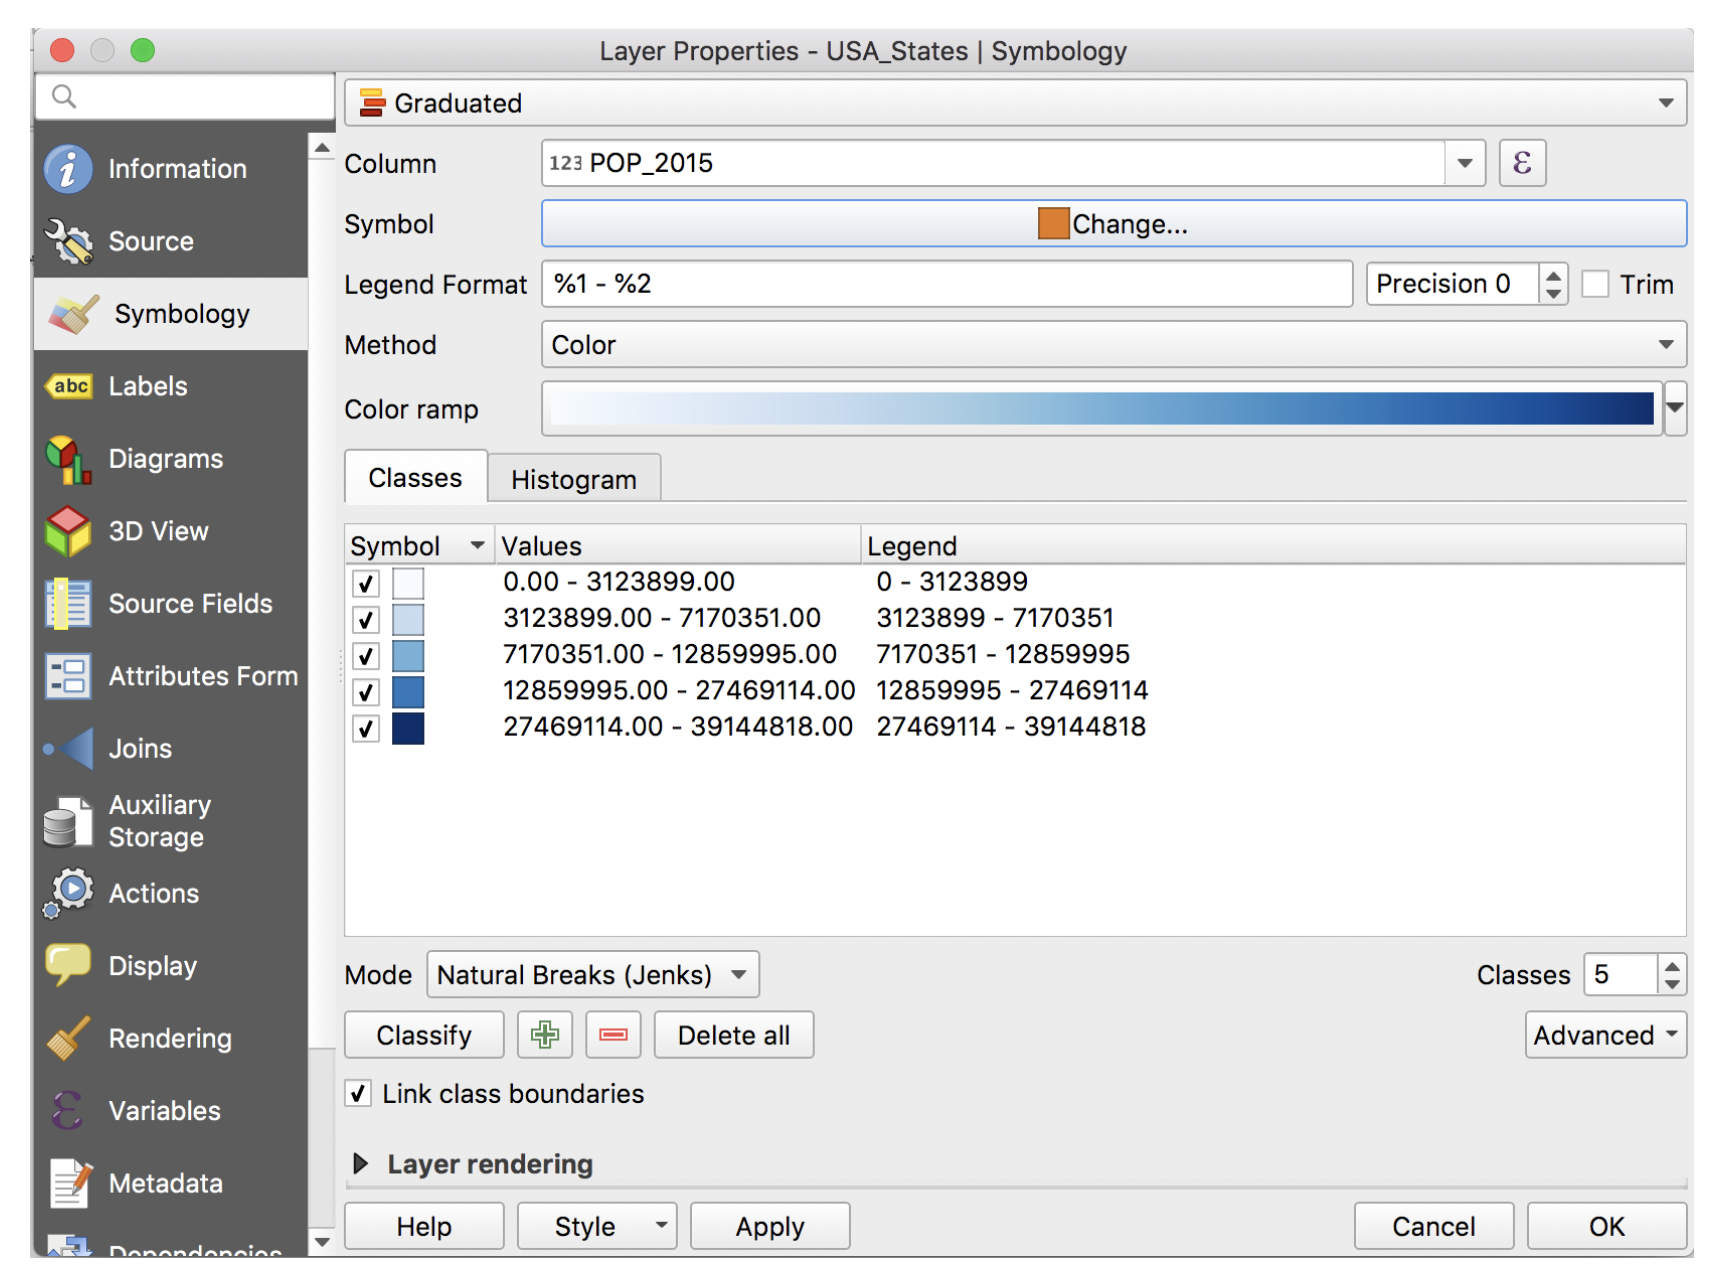 Layer Properties - USA_States | Symbology
Information
Source
Symbology
abc Labels
Diagrams
3D View
Source Fields
Attributes Form
Joins
Auxiliary
Storage
Actions
Display
Rendering
Variables
Metadata
Dependencies
Graduated
Column 123 POP_2015 ε
Symbol Change...
Legend Format %1 - %2 Precision 0 Trim
Method Color
Color ramp
Classes Histogram
Symbol Values Legend
0.00 - 3123899.00 0 - 3123899
3123899.00 - 7170351.00 3123899 - 7170351
7170351.00 - 12859995.00 7170351 - 12859995
12859995.00 - 27469114.00 12859995 - 27469114
27469114.00 - 39144818.00 27469114 - 39144818
Mode Natural Breaks (Jenks) Classes 5
Classify Delete all Advanced
Link class boundaries
Layer rendering
Help Style Apply Cancel OK